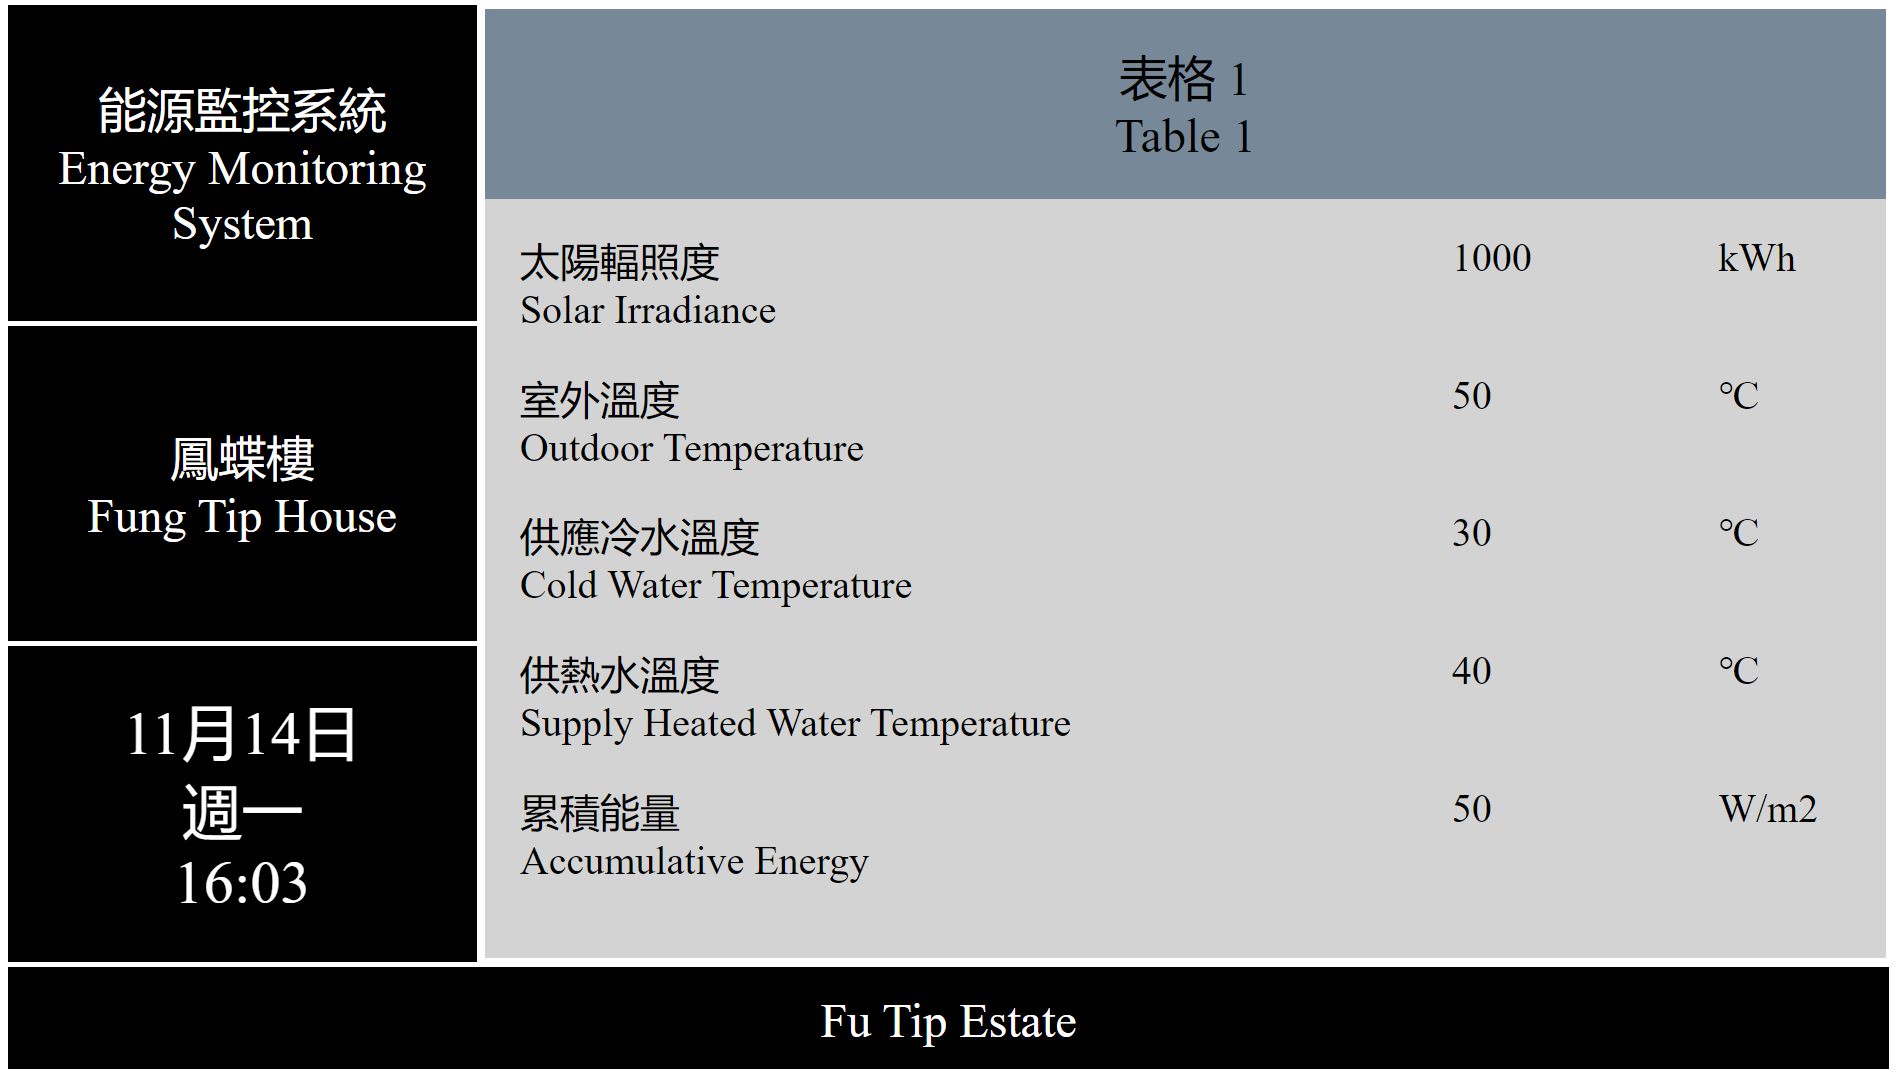 能源監控系統
Energy Monitoring
System
鳳蝶樓
Fung Tip House
11月14日
週一
16:03
表格 1
Table 1
太陽輻照度 1000 kWh
Solar Irradiance
室外溫度 50 °C
Outdoor Temperature
供應冷水溫度 30 °C
Cold Water Temperature
供熱水溫度 40 °C
Supply Heated Water Temperature
累積能量 50 W/m2
Accumulative Energy
Fu Tip Estate